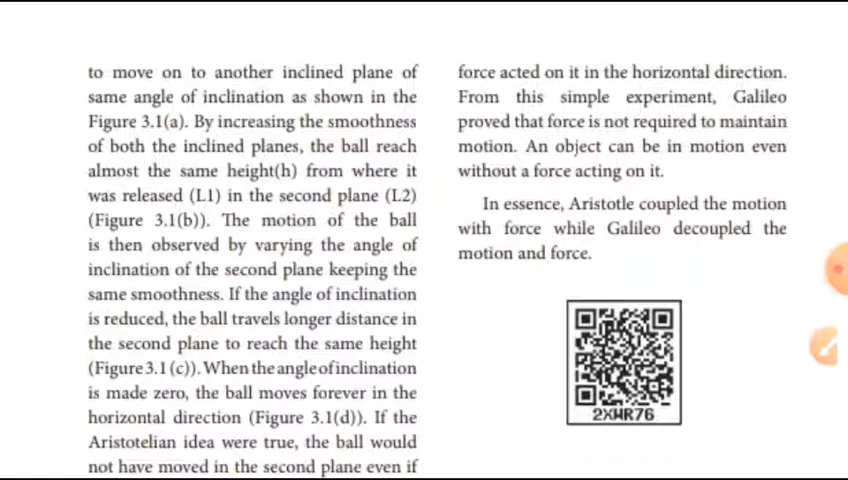 to move on to another inclined plane of
same angle of inclination as shown in the
Figure 3.1(a). By increasing the smoothness
of both the inclined planes, the ball reach
almost the same height(h) from where it
was released (L1) in the second plane (L2)
(Figure 3.1(b)). The motion of the ball
is then observed by varying the angle of
inclination of the second plane keeping the
same smoothness. If the angle of inclination
is reduced, the ball travels longer distance in
the second plane to reach the same height
(Figure 3.1 (c)). When the angle of inclination
is made zero, the ball moves forever in the
horizontal direction (Figure 3.1(d)). If the
Aristotelian idea were true, the ball would
not have moved in the second plane even if
force acted on it in the horizontal direction.
From this simple experiment, Galileo
proved that force is not required to maintain
motion. An object can be in motion even
without a force acting on it.
In essence, Aristotle coupled the motion
with force while Galileo decoupled the
motion and force.
2XWR76